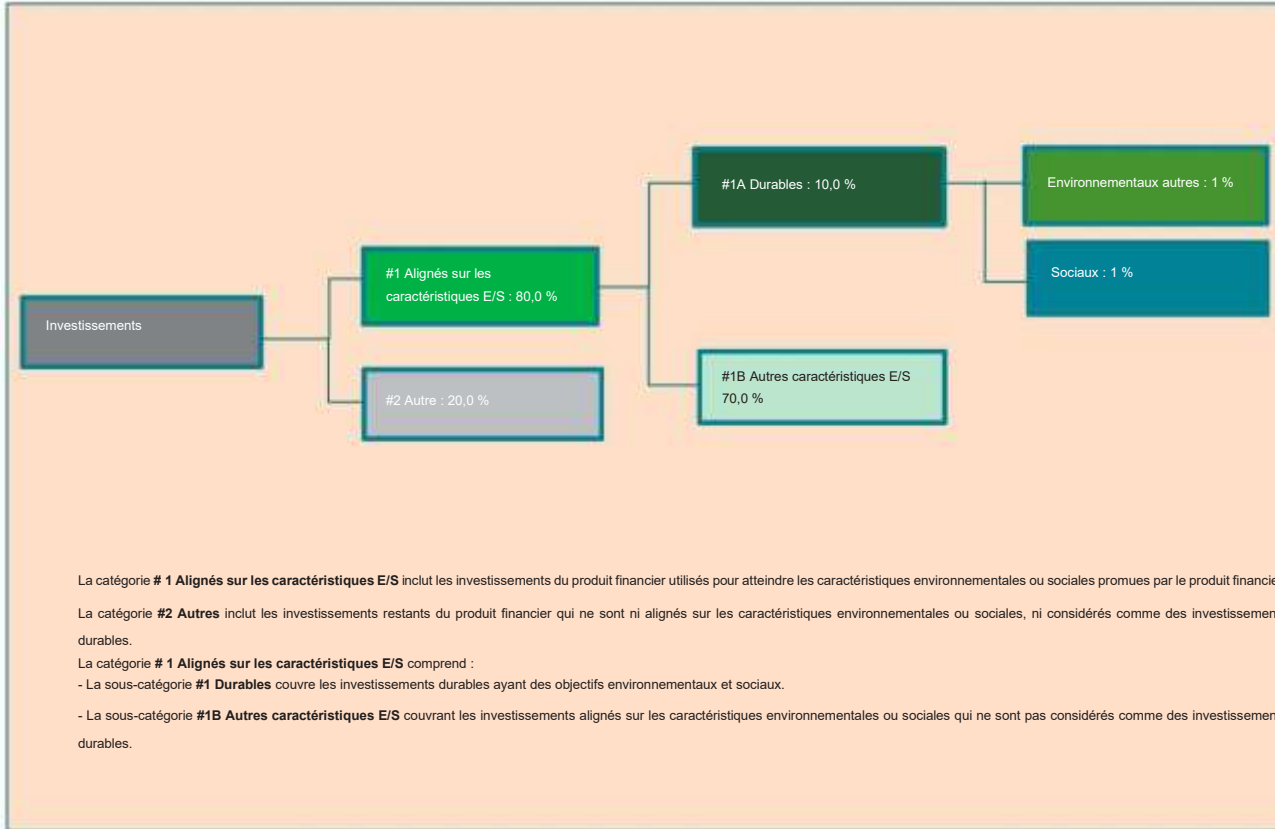 #1A Durables : 10,0 %
Environnementaux autres : 1 %
#1 Alignés sur les
caractéristiques E/S : 80,0 %
Sociaux : 1 %
Investissements
#1B Autres caractéristiques E/S
70,0 %
#2 Autre : 20,0 %
La catégorie # 1 Alignés sur les caractéristiques E/S inclut les investissements du produit financier utilisés pour atteindre les caractéristiques environnementales ou sociales promues par le produit financie
La catégorie #2 Autres inclut les investissements restants du produit financier qui ne sont ni alignés sur les caractéristiques environnementales ou sociales, ni considérés comme des investissemen
durables.
La catégorie # 1 Alignés sur les caractéristiques E/S comprend :
- La sous-catégorie #1 Durables couvre les investissements durables ayant des objectifs environnementaux et sociaux.
- La sous-catégorie #1B Autres caractéristiques E/S couvrant les investissements alignés sur les caractéristiques environnementales ou sociales qui ne sont pas considérés comme des investissemen
durables.